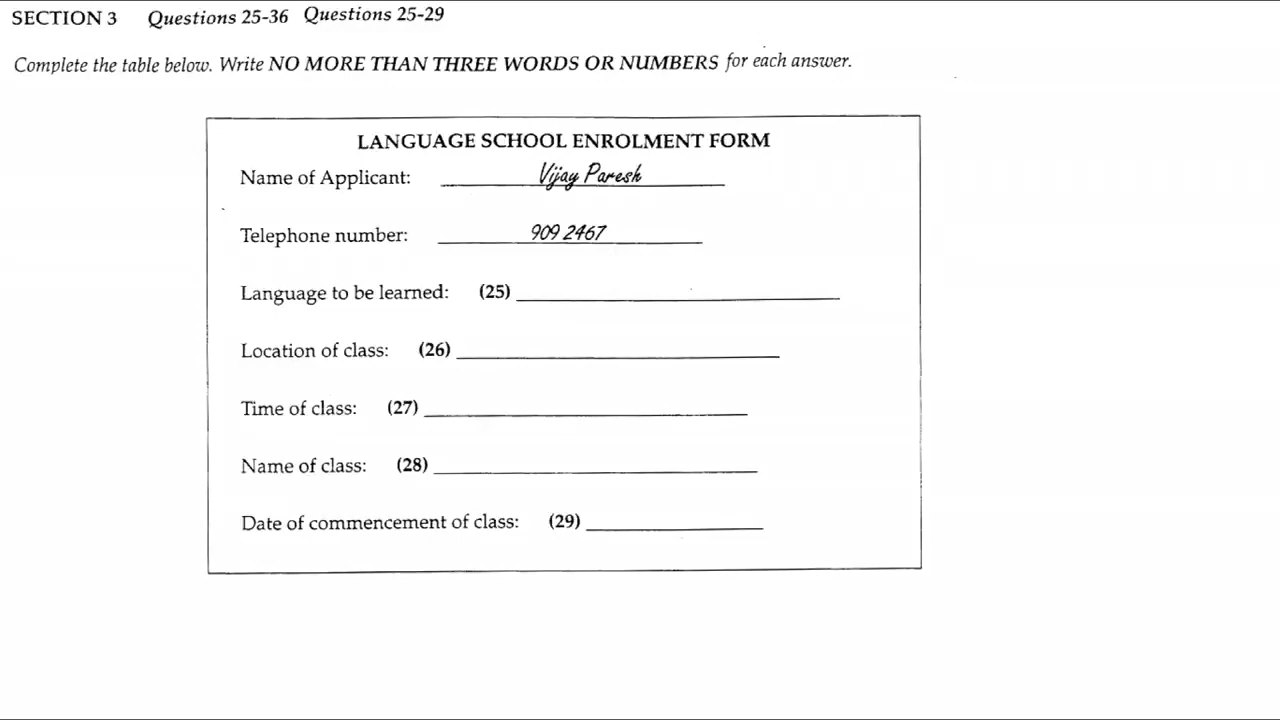 SECTION 3 Questions 25-36 Questions 25-29
Complete the table below. Write NO MORE THAN THREE WORDS OR NUMBERS for each answer.
LANGUAGE SCHOOL ENROLMENT FORM
Name of Applicant: Vijay Paresh
Telephone number: 909 2467
Language to be learned: (25)
Location of class: (26)
Time of class: (27)
Name of class: (28)
Date of commencement of class: (29)